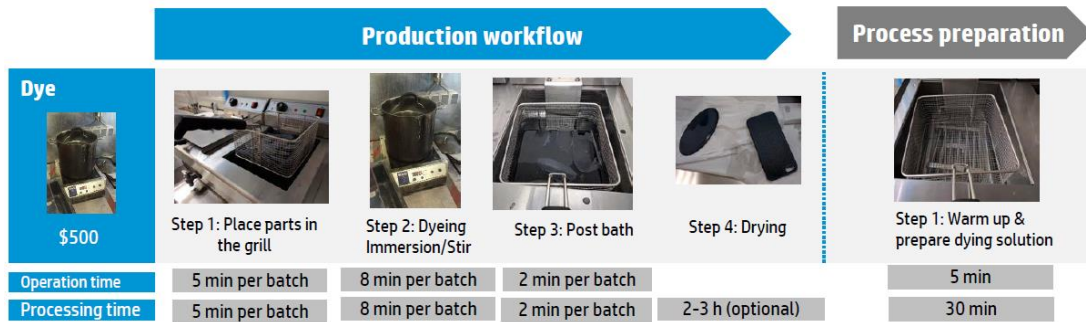 Production workflow
Process preparation
Dye
$500
Step 1: Place parts in
the grill
Step 2: Dyeing
Immersion/Stir
Step 3: Post bath
Step 4: Drying
Step 1: Warm up &
prepare dying solution
Operation time
5 min per batch
8 min per batch
2 min per batch
5 min
Processing time
5 min per batch
8 min per batch
2 min per batch
2-3 h (optional)
30 min